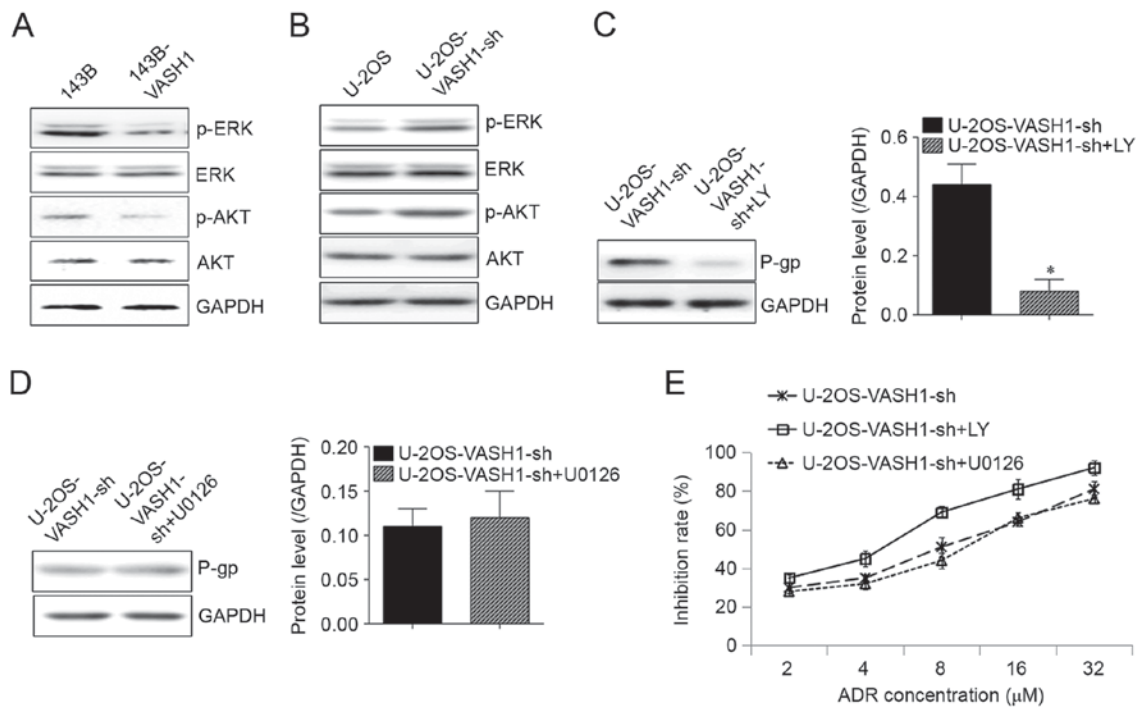 A
143B
143B-
VASH1
p-ERK
ERK
p-AKT
AKT
GAPDH
B
U-2OS
U-2OS-
VASH1-sh
p-ERK
ERK
p-AKT
AKT
GAPDH
C
U-2OS-
VASH1-sh
U-2OS-
VASH1-
sh+LY
P-gp
GAPDH
Protein level (/GAPDH)
0.6
0.4
0.2
0.0
U-2OS-VASH1-sh
U-2OS-VASH1-sh+LY
*
D
U-2OS-
VASH1-sh
U-2OS-
VASH1-
sh+U0126
P-gp
GAPDH
Protein level (/GAPDH)
0.20
0.15
0.10
0.05
0.00
U-2OS-VASH1-sh
U-2OS-VASH1-sh+U0126
E
U-2OS-VASH1-sh
U-2OS-VASH1-sh+LY
U-2OS-VASH1-sh+U0126
Inhibition rate (%)
100
80
60
40
20
0
2 4 8 16 32
ADR concentration (μM)